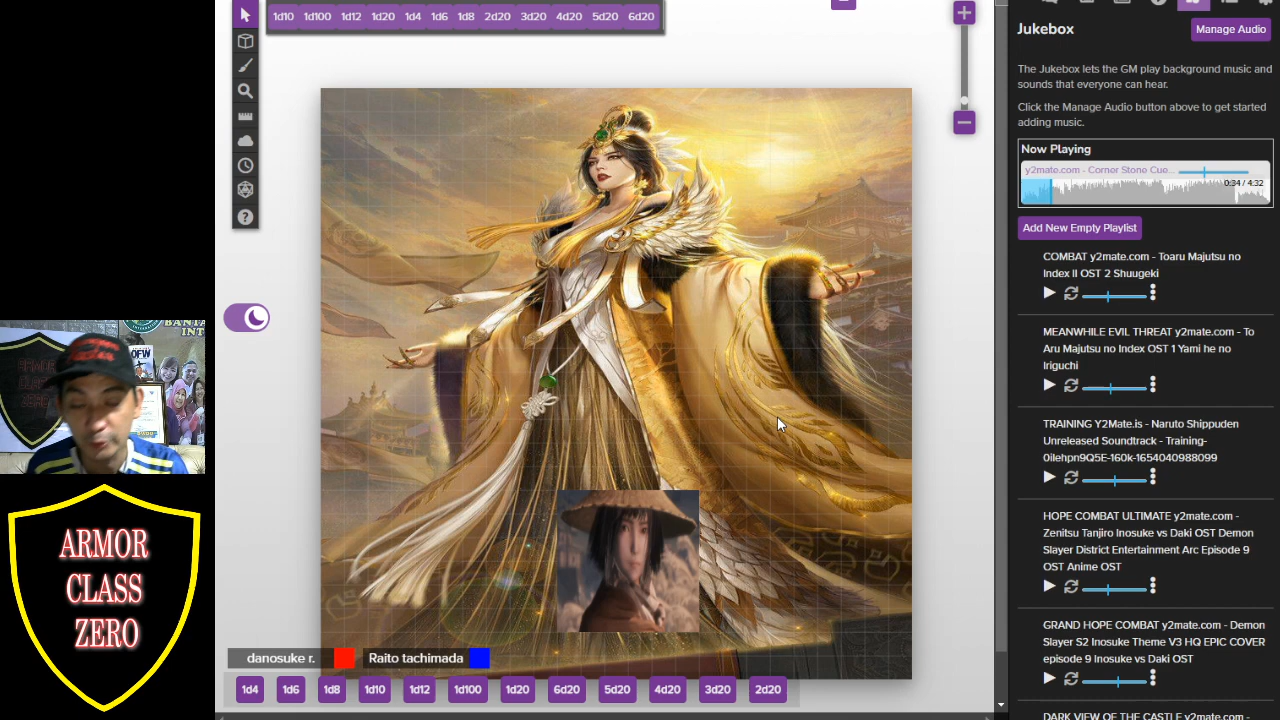 1d10 1d100 1d12 1d20 1d4 1d6 1d8 2d20 3d20 4d20 5d20 6d20
Jukebox
Manage Audio
The Jukebox lets the GM play background music and
sounds that everyone can hear.
Click the Manage Audio button above to get started
adding music.
Now Playing
y2mate.com - Corner Stone Cue...
0:34 / 4:32
Add New Empty Playlist
COMBAT y2mate.com - Toaru Majutsu no
Index II OST 2 Shuugeki
MEANWHILE EVIL THREAT y2mate.com - To
Aru Majutsu no Index OST 1 Yami he no
Iriguchi
TRAINING Y2Mate.is - Naruto Shippuden
Unreleased Soundtrack - Training-
0iIehpn9Q5E-160k-1654040988099
HOPE COMBAT ULTIMATE y2mate.com -
Zenitsu Tanjiro Inosuke vs Daki OST Demon
Slayer District Entertainment Arc Episode 9
OST Anime OST
GRAND HOPE COMBAT y2mate.com - Demon
Slayer S2 Inosuke Theme V3 HQ EPIC COVER
episode 9 Inosuke vs Daki OST
DARK VIEW OF THE CASTLE y2mate.com -
OFW
ARMOR
CLASS
ZERO
ARMOR
CLASS
ZERO
danosuke r.
Raito tachimada
1d4 1d6 1d8 1d10 1d12 1d100 1d20 6d20 5d20 4d20 3d20 2d20